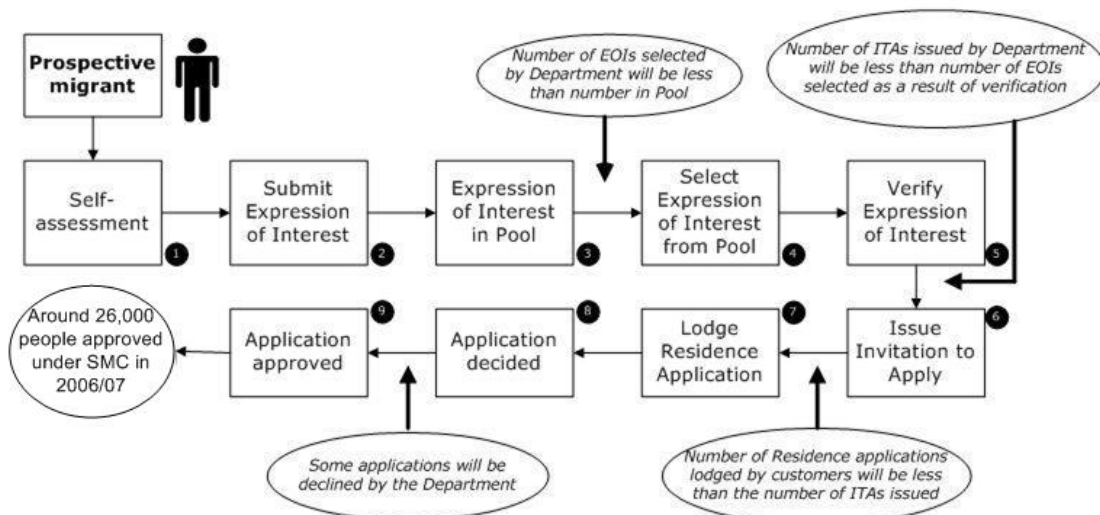 Prospective
migrant
Number of EOIs selected
by Department will be less
than number in Pool
Number of ITAs issued by Department
will be less than number of EOIs
selected as a result of verification
Self-
assessment
1
Submit
Expression
of Interest
2
Expression
of Interest
in Pool
3
Select
Expression
of Interest
from Pool
4
Verify
Expression
of Interest
5
Issue
Invitation to
Apply
6
Lodge
Residence
Application
7
Application
decided
8
Application
approved
9
Around 26,000
people approved
under SMC in
2006/07
Some applications will be
declined by the Department
Number of Residence applications
lodged by customers will be less
than the number of ITAs issued